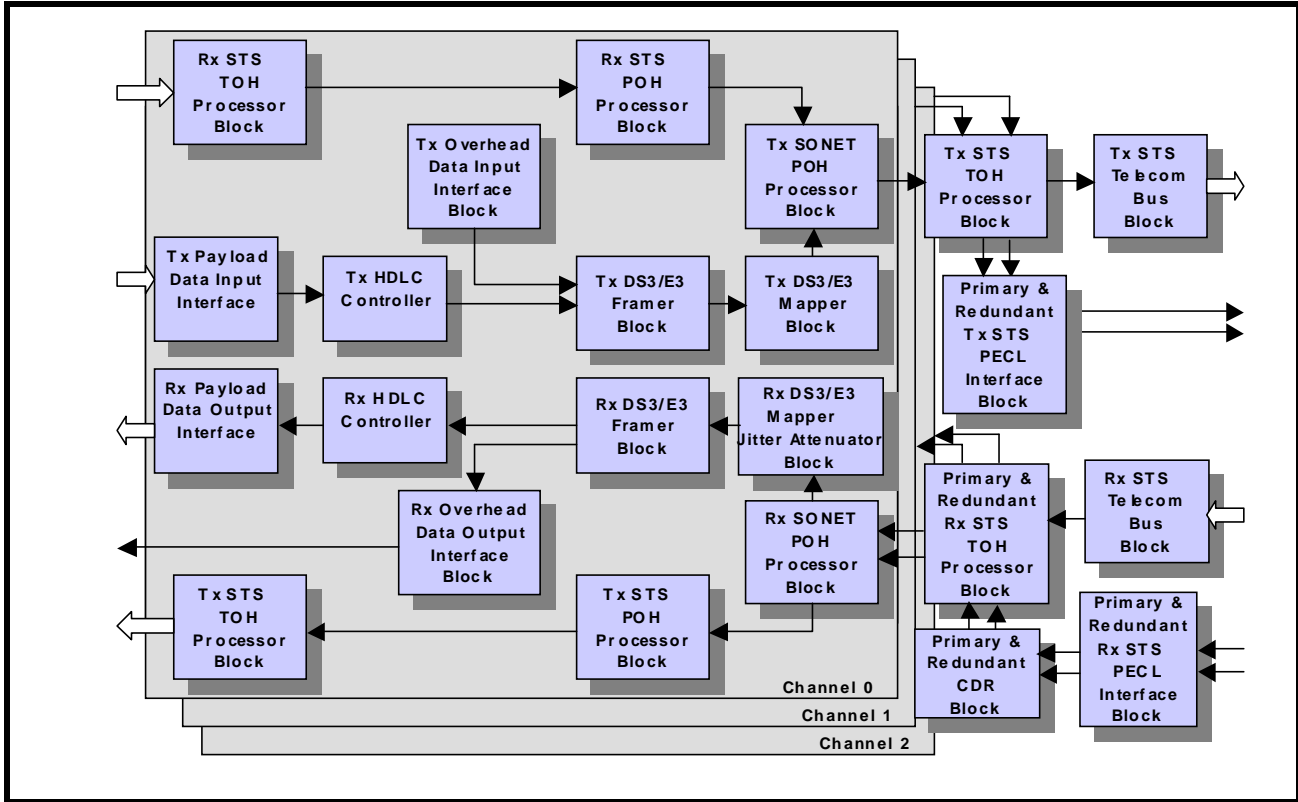 Rx STS
TOH
Processor
Block
Rx STS
POH
Processor
Block
Tx Overhead
Data Input
Interface
Block
Tx SONET
POH
Processor
Block
Tx STS
TOH
Processor
Block
Tx STS
Telecom
Bus
Block
Tx Payload
Data Input
Interface
Tx HDLC
Controller
Tx DS3/E3
Framer
Block
Tx DS3/E3
Mapper
Block
Primary &
Redundant
Tx STS
PECL
Interface
Block
Rx Payload
Data Output
Interface
Rx HDLC
Controller
Rx DS3/E3
Framer
Block
Rx DS3/E3
Mapper
Jitter Attenuator
Block
Rx Overhead
Data Output
Interface
Block
Rx SONET
POH
Processor
Block
Primary &
Redundant
Rx STS
TOH
Processor
Block
Rx STS
Telecom
Bus
Block
Tx STS
TOH
Processor
Block
Tx STS
POH
Processor
Block
Primary &
Redundant
CDR
Block
Primary &
Redundant
Rx STS
PECL
Interface
Block
Channel 0
Channel 1
Channel 2